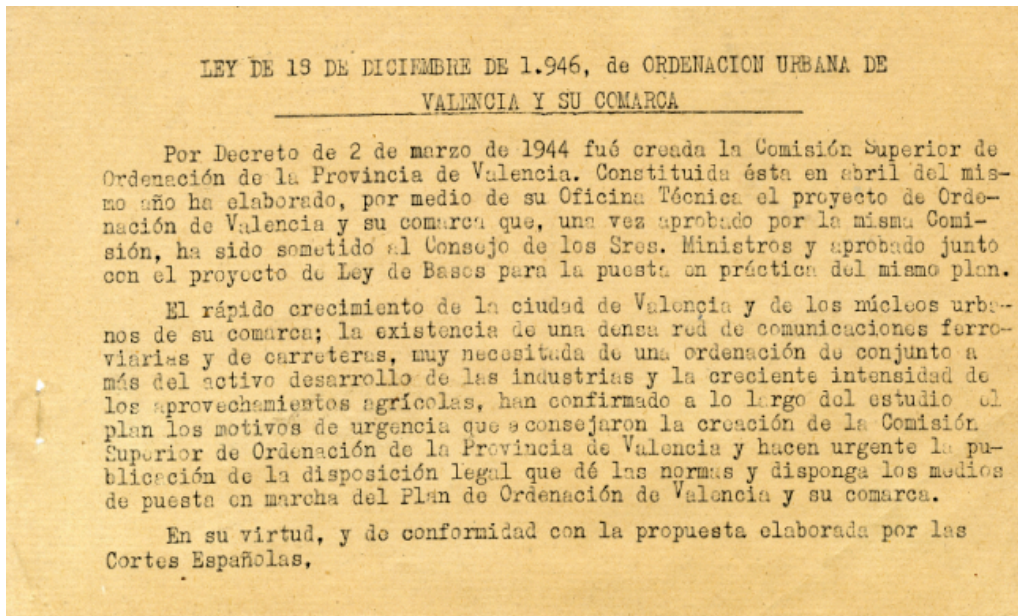 LEY DE 18 DE DICIEMBRE DE 1.946, de ORDENACION URBANA DE
VALENCIA Y SU COMARCA
Por Decreto de 2 de marzo de 1944 fué creada la Comisión Superior de
Ordenación de la Provincia de Valencia. Constituida ésta en abril del mis-
mo año ha elaborado, por medio de su Oficina Técnica el proyecto de Orde-
nación de Valencia y su comarca que, una vez aprobado por la misma Comi-
sión, ha sido sometido al Consejo de los Sres. Ministros y aprobado junto
con el proyecto de Ley de Bases para la puesta en práctica del mismo plan.
El rápido crecimiento de la ciudad de Valencia y de los núcleos urba-
nos de su comarca; la existencia de una densa red de comunicaciones ferro-
viarias y de carreteras, muy necesitada de una ordenación de conjunto a
más del activo desarrollo de las industrias y la creciente intensidad de
los aprovechamientos agrícolas, han confirmado a lo largo del estudio el
plan los motivos de urgencia que aconsejaron la creación de la Comisión
Superior de Ordenación de la Provincia de Valencia y hacen urgente la pu-
blicación de la disposición legal que dé las normas y disponga los medios
de puesta en marcha del Plan de Ordenación de Valencia y su comarca.
En su virtud, y de conformidad con la propuesta elaborada por las
Cortes Españolas,